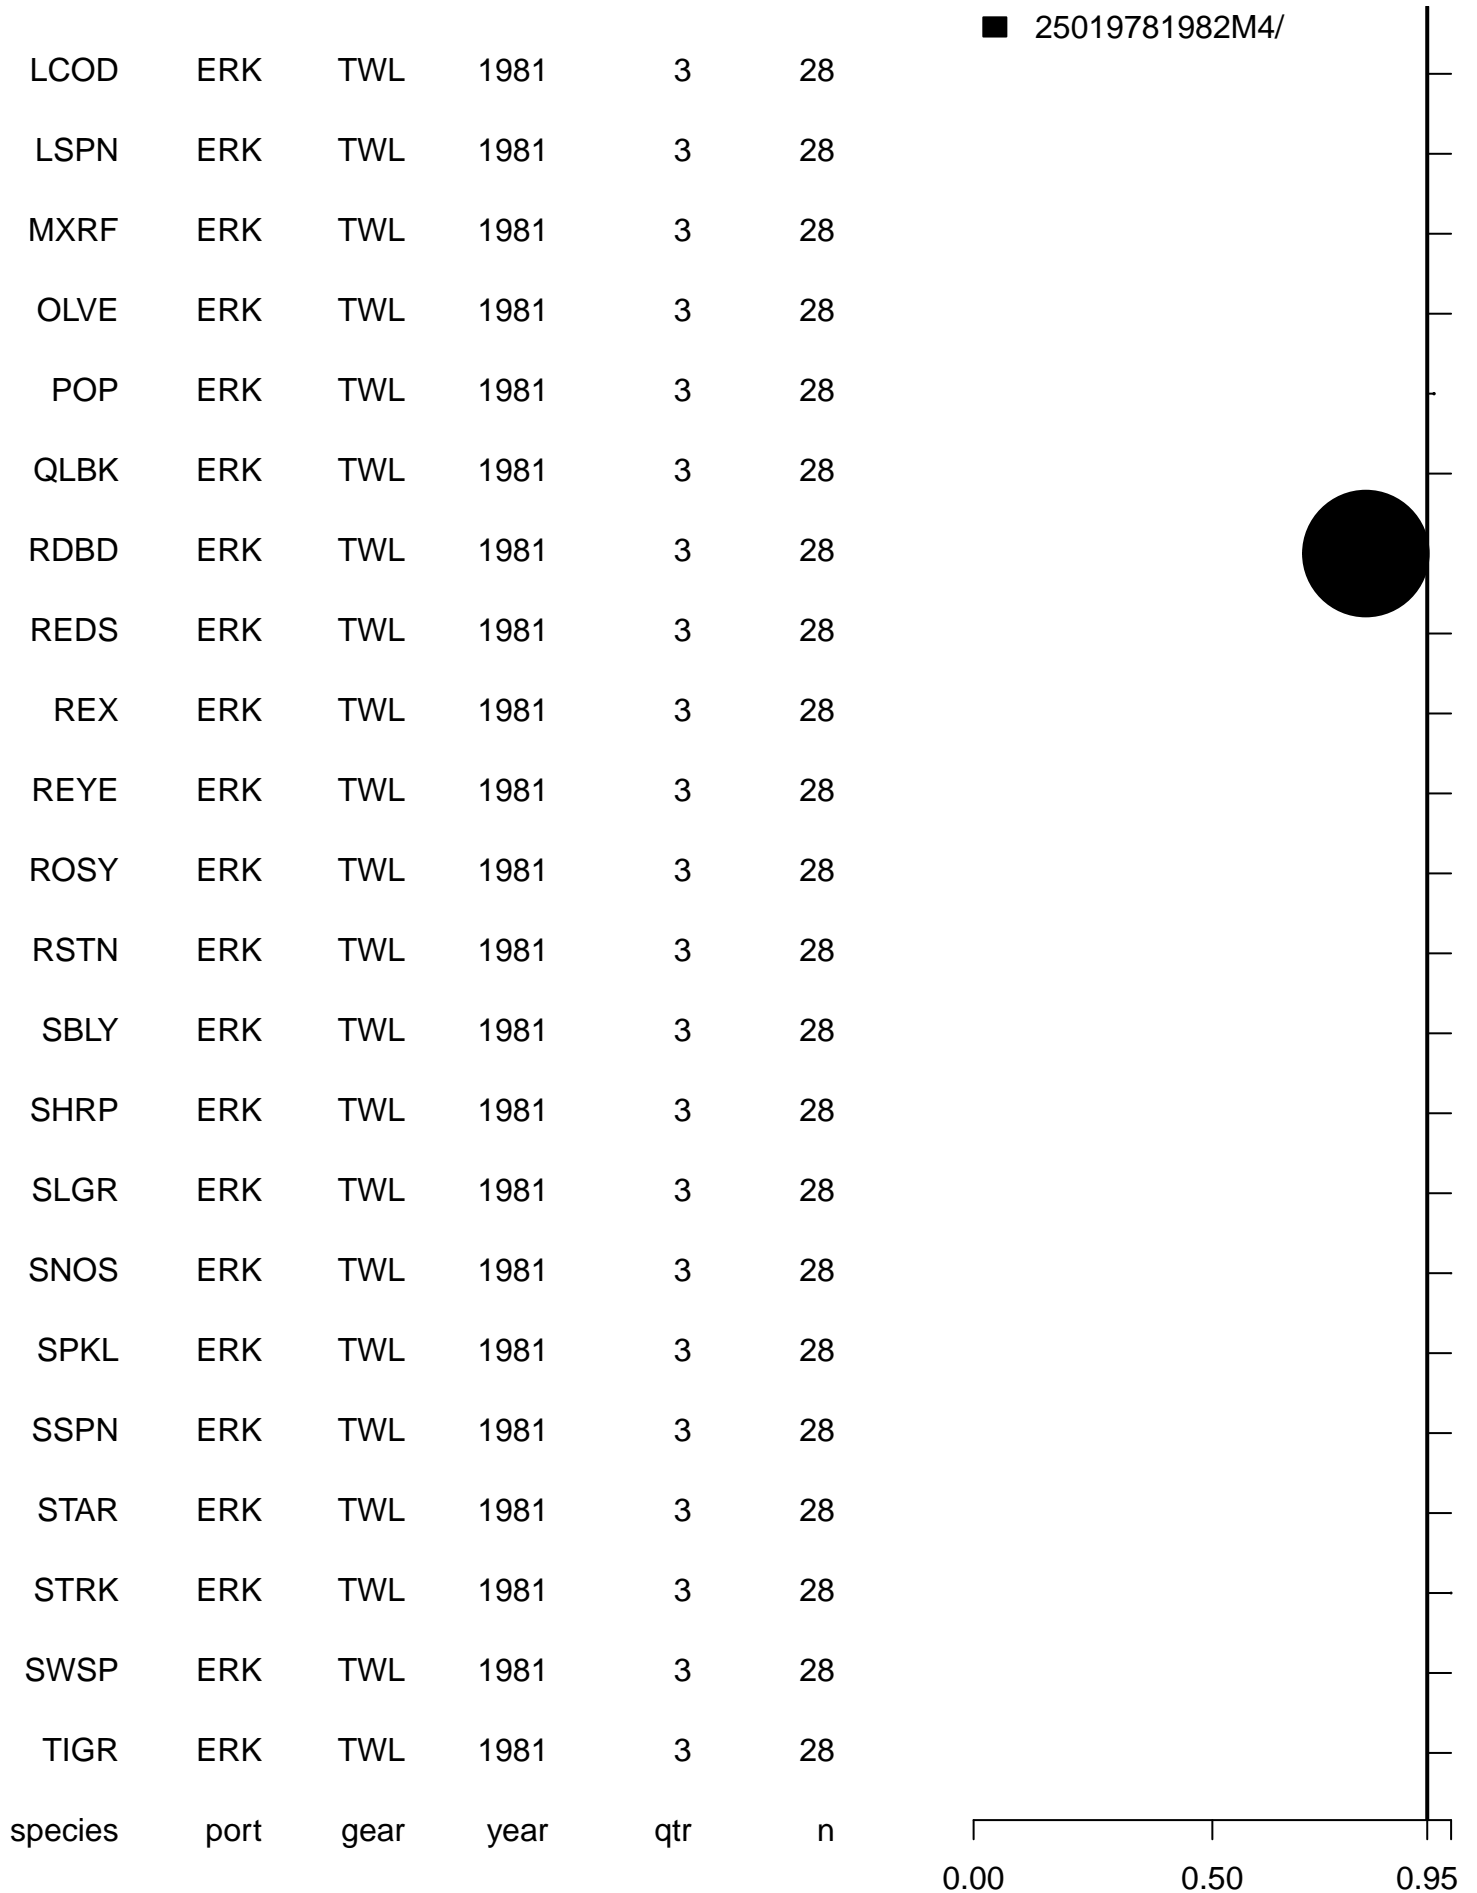 25019781982M4/
LCOD ERK TWL 1981 3 28
LSPN ERK TWL 1981 3 28
MXRF ERK TWL 1981 3 28
OLVE ERK TWL 1981 3 28
POP ERK TWL 1981 3 28
QLBK ERK TWL 1981 3 28
RDBD ERK TWL 1981 3 28
REDS ERK TWL 1981 3 28
REX ERK TWL 1981 3 28
REYE ERK TWL 1981 3 28
ROSY ERK TWL 1981 3 28
RSTN ERK TWL 1981 3 28
SBLY ERK TWL 1981 3 28
SHRP ERK TWL 1981 3 28
SLGR ERK TWL 1981 3 28
SNOS ERK TWL 1981 3 28
SPKL ERK TWL 1981 3 28
SSPN ERK TWL 1981 3 28
STAR ERK TWL 1981 3 28
STRK ERK TWL 1981 3 28
SWSP ERK TWL 1981 3 28
TIGR ERK TWL 1981 3 28
species port gear year qtr n
0.00 0.50 0.95